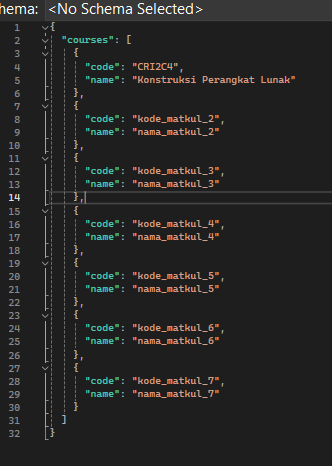 hema: <No Schema Selected>
1 {
2 "courses": [
3 {
4 "code": "CRI2C4",
5 "name": "Konstruksi Perangkat Lunak"
6 },
7 {
8 "code": "kode_matkul_2",
9 "name": "nama_matkul_2"
10 },
11 {
12 "code": "kode_matkul_3",
13 "name": "nama_matkul_3"
14 },
15 {
16 "code": "kode_matkul_4",
17 "name": "nama_matkul_4"
18 },
19 {
20 "code": "kode_matkul_5",
21 "name": "nama_matkul_5"
22 },
23 {
24 "code": "kode_matkul_6",
25 "name": "nama_matkul_6"
26 },
27 {
28 "code": "kode_matkul_7",
29 "name": "nama_matkul_7"
30 }
31 ]
32 }